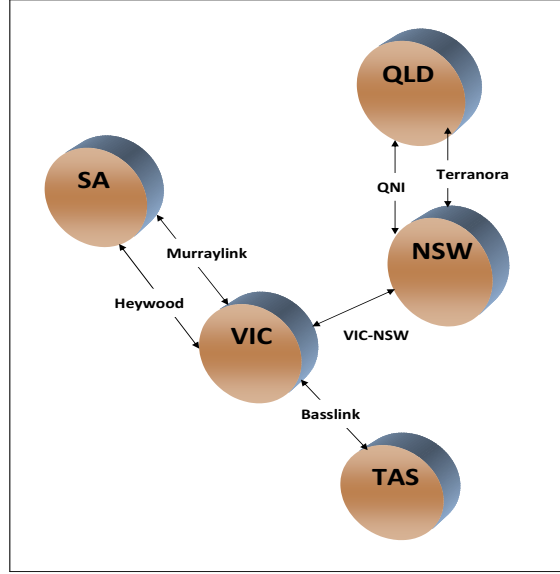 QLD
SA
QNI
Terranora
Murraylink
NSW
Heywood
VIC
VIC-NSW
Basslink
TAS